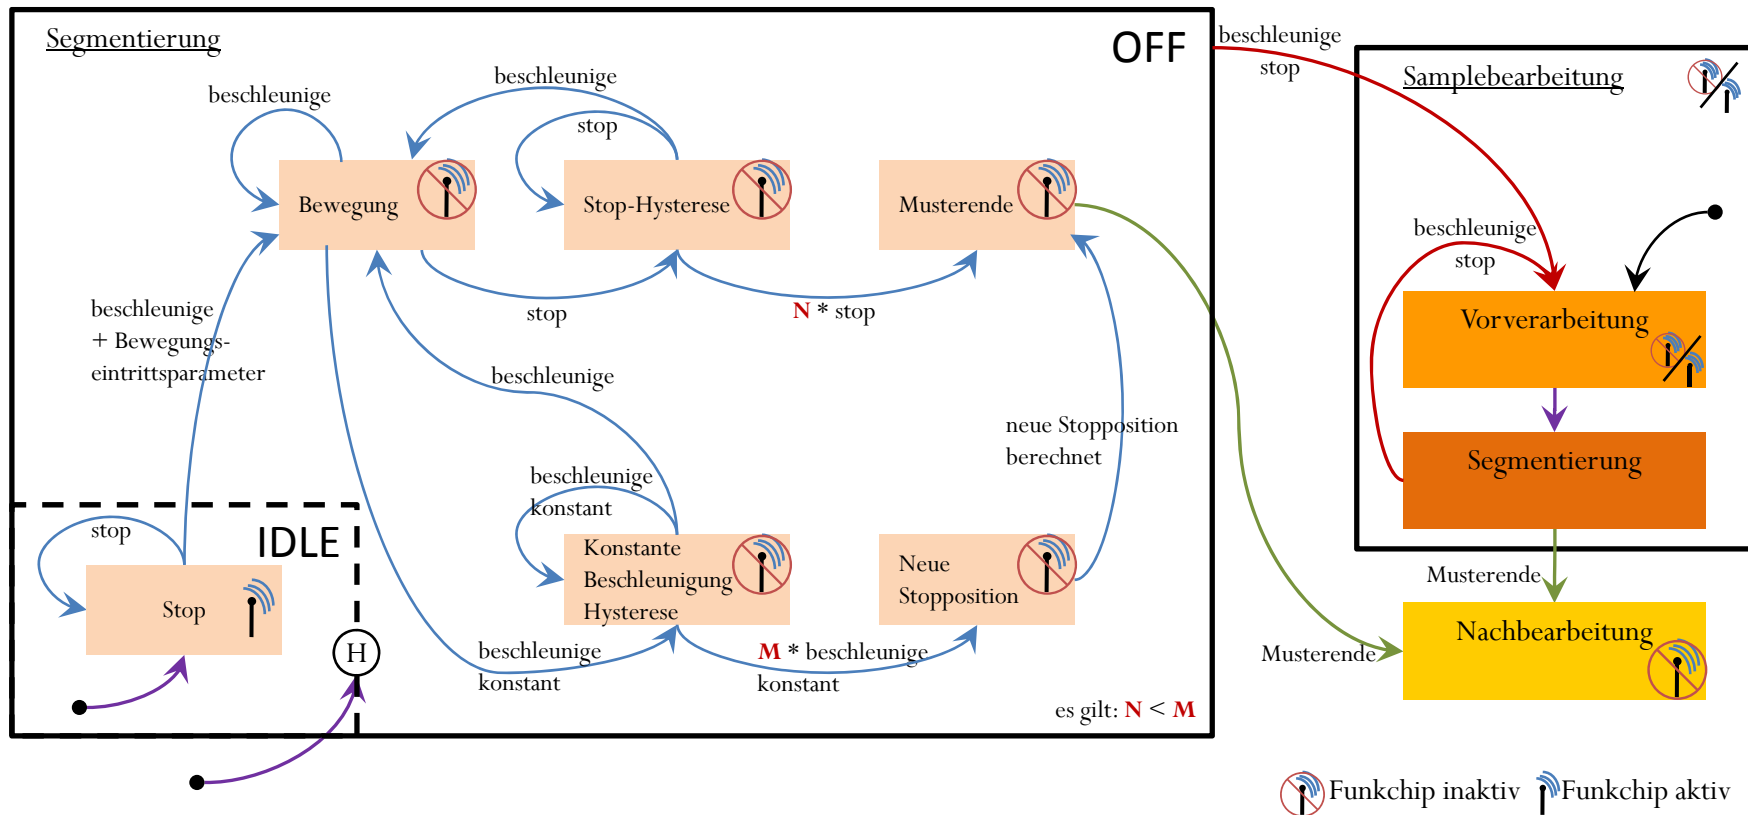 Segmentierung
OFF
beschleunige
stop
Samplebearbeitung
beschleunige
beschleunige
stop
Bewegung
Stop-Hysterese
Musterende
beschleunige
stop
stop
N * stop
beschleunige
+ Bewegungs-
eintrittsparameter
Vorverarbeitung
beschleunige
neue Stopposition
berechnet
beschleunige
konstant
Segmentierung
stop
IDLE
Konstante
Beschleunigung
Hysterese
Neue
Stopposition
Stop
Musterende
Nachbearbeitung
H
beschleunige
konstant
M * beschleunige
konstant
Musterende
es gilt: N < M
Funkchip inaktiv
Funkchip aktiv